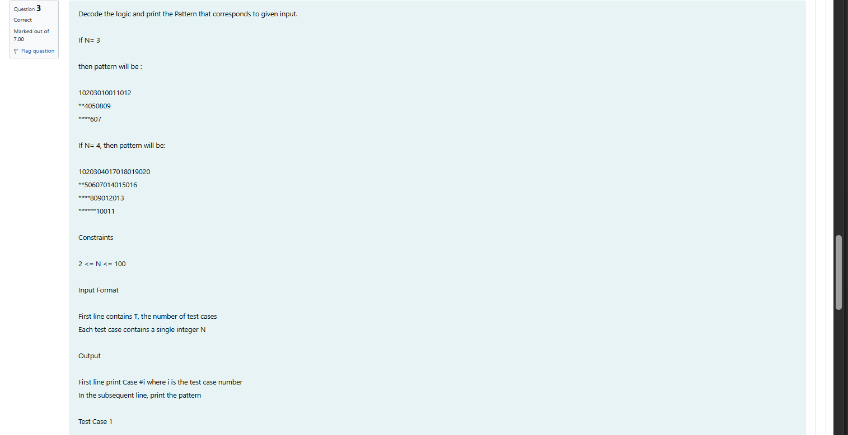 Question 3
Correct
Marked out of
7.00
Flag question
Decode the logic and print the Pattern that corresponds to given input.
If N= 3
then pattern will be :
10203010011012
**4050809
****607
If N= 4, then pattern will be:
1020304017018019020
**50607014015016
****809012013
******10011
Constraints
2 <= N <= 100
Input Format
First line contains T, the number of test cases
Each test case contains a single integer N
Output
First line print Case #i where i is the test case number
In the subsequent line, print the pattern
Test Case 1